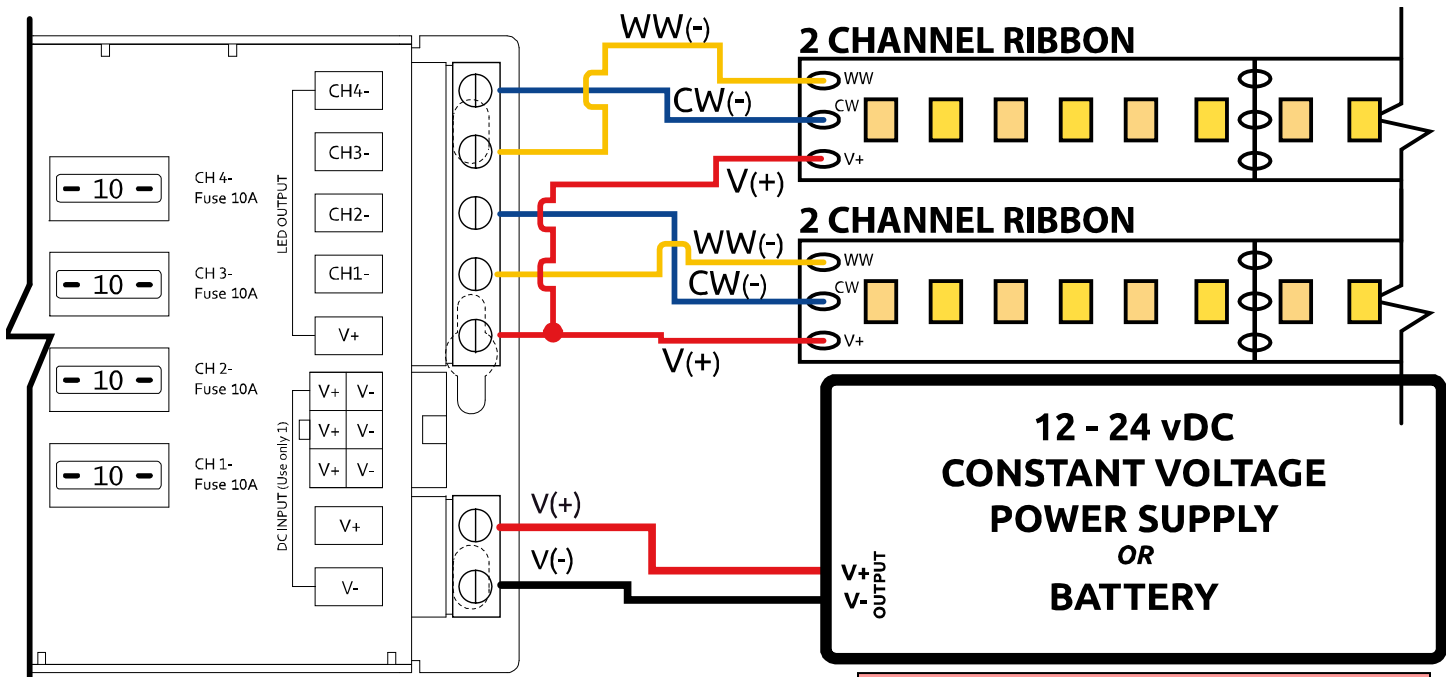 CH 4-
Fuse 10A
10
CH 3-
Fuse 10A
10
CH 2-
Fuse 10A
10
CH 1-
Fuse 10A
10
LED OUTPUT
CH4-
CH3-
CH2-
CH1-
V+
DC INPUT (Use only 1)
V+ V-
V+ V-
V+ V-
V+
V-
WW(-)
CW(-)
V(+)
WW(-)
CW(-)
V(+)
V(+)
V(-)
2 CHANNEL RIBBON
WW
CW
V+
2 CHANNEL RIBBON
WW
CW
V+
12 - 24 vDC
CONSTANT VOLTAGE
POWER SUPPLY
OR
BATTERY
V+
V-
OUTPUT